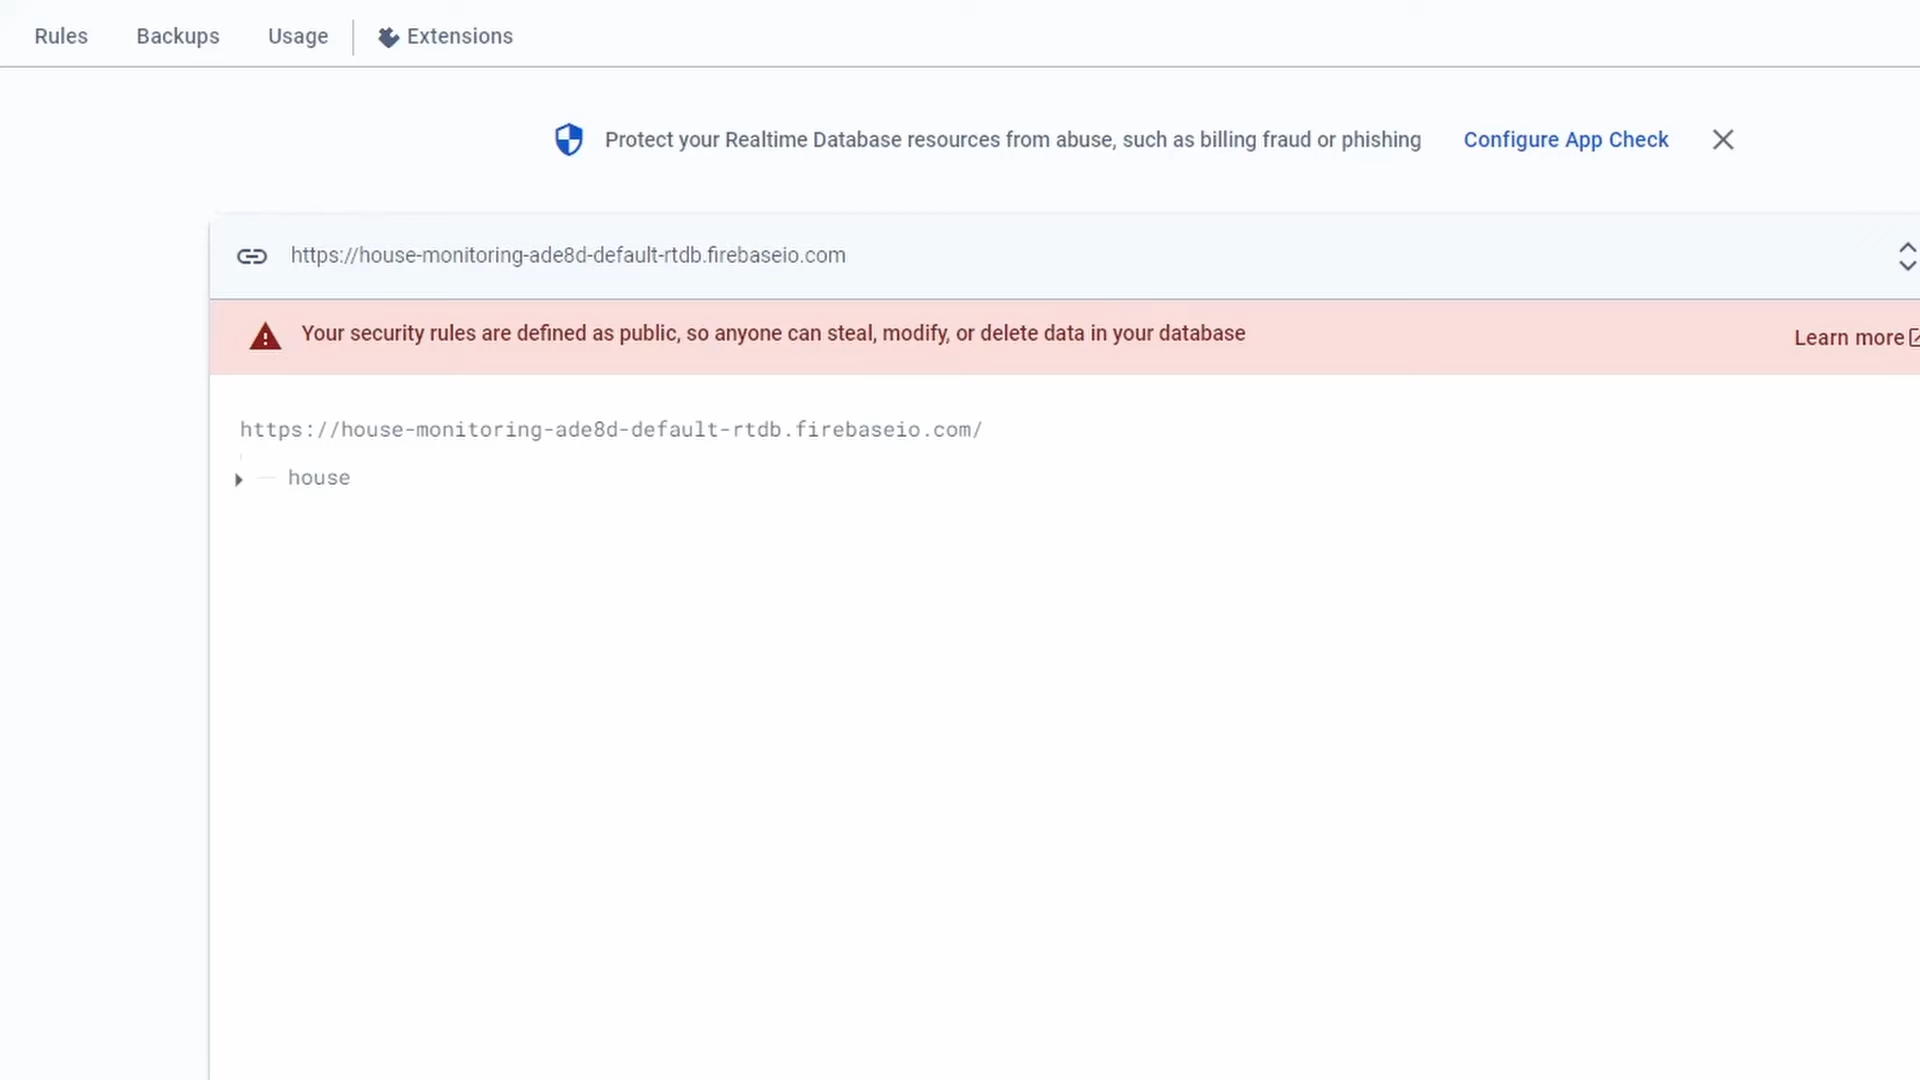 Rules Backups Usage Extensions
Protect your Realtime Database resources from abuse, such as billing fraud or phishing Configure App Check
https://house-monitoring-ade8d-default-rtdb.firebaseio.com
Your security rules are defined as public, so anyone can steal, modify, or delete data in your database Learn more
https://house-monitoring-ade8d-default-rtdb.firebaseio.com/
house